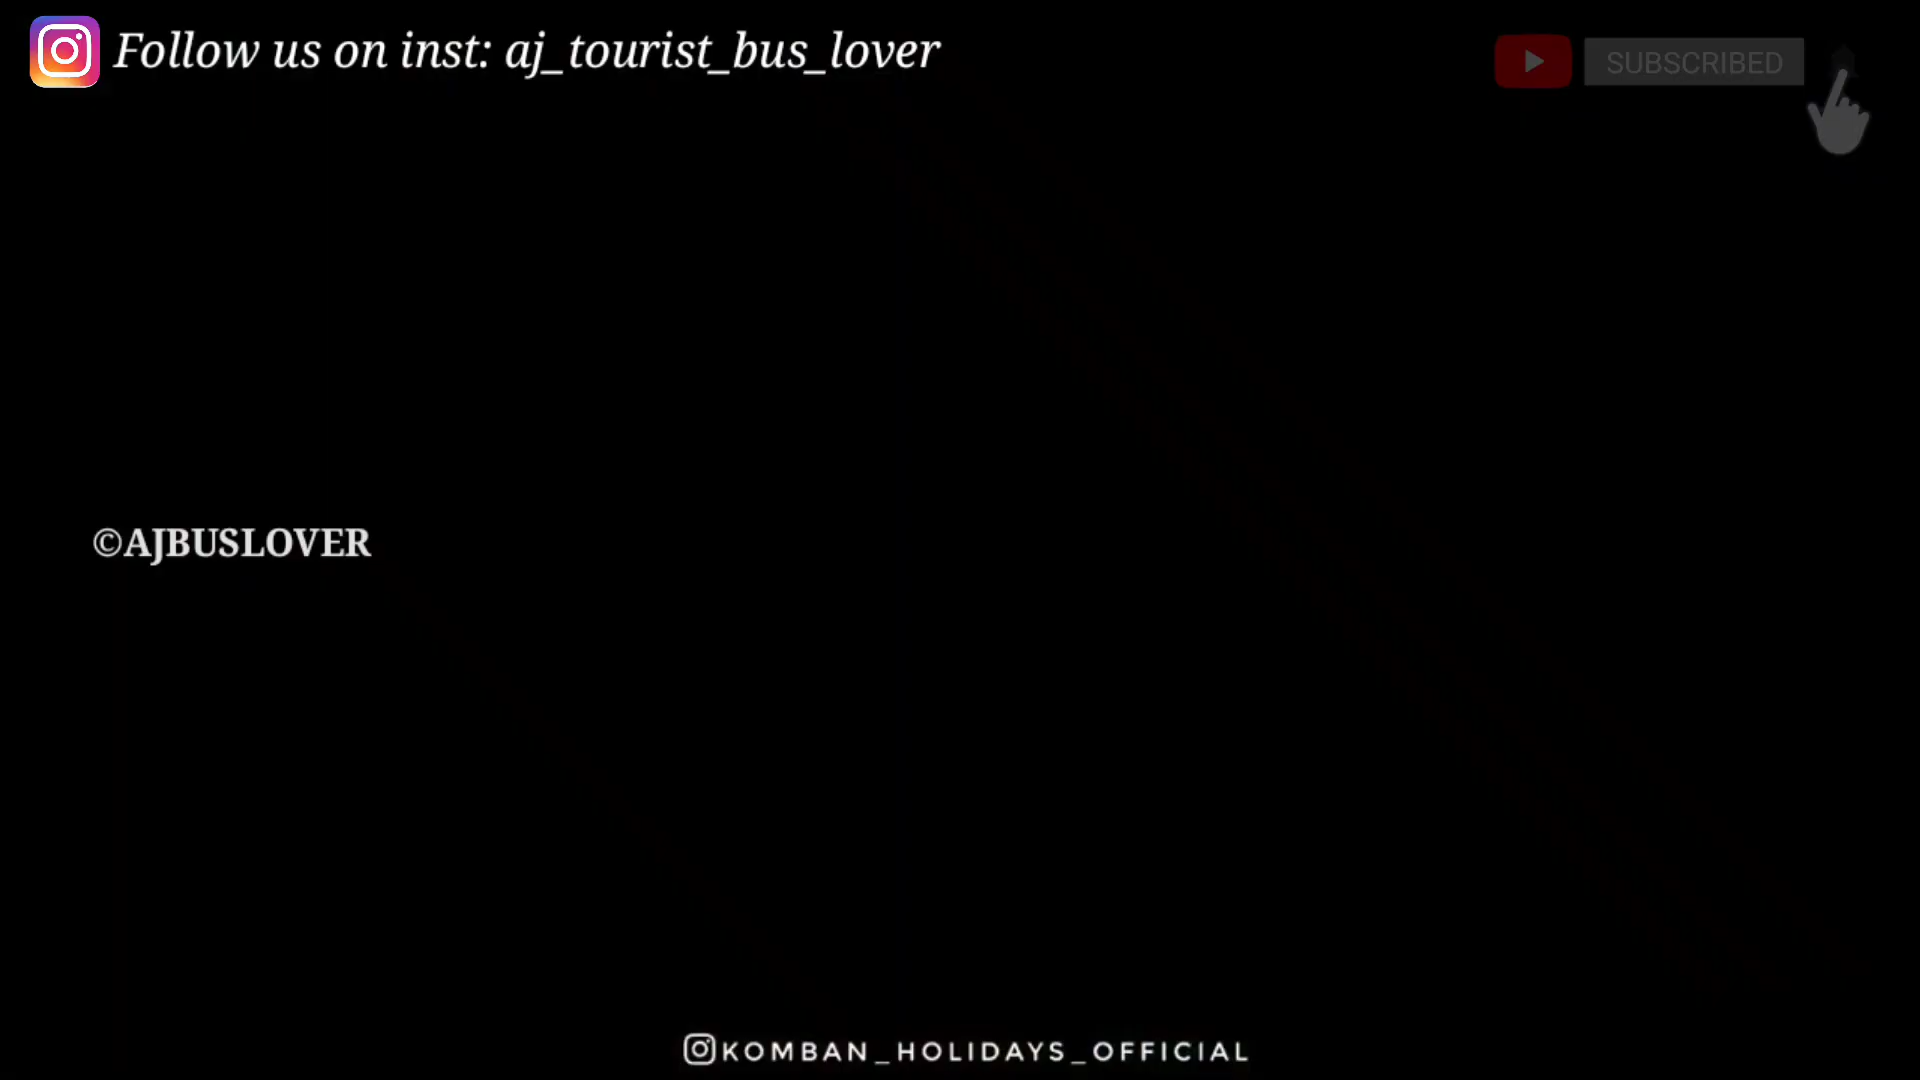 Follow us on inst: aj_tourist_bus_lover
SUBSCRIBED
©AJBUSLOVER
KOMBAN_HOLIDAYS_OFFICIAL